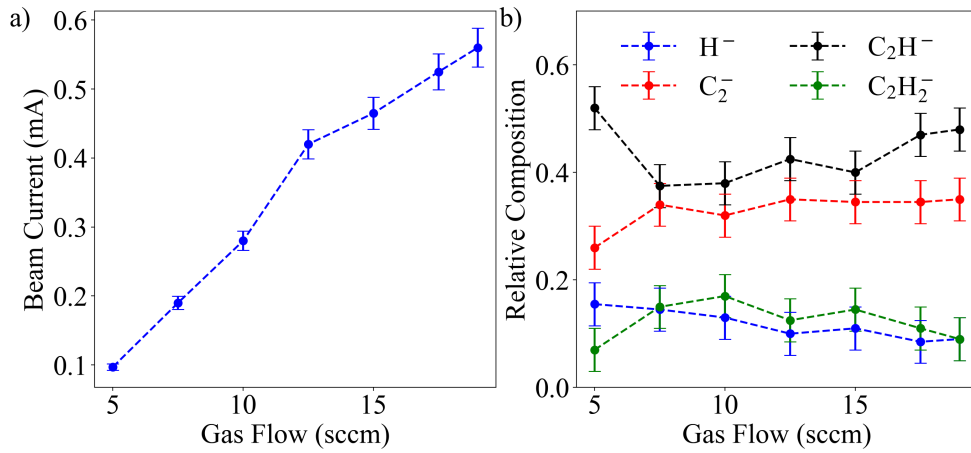 a)
Beam Current (mA)
0.6
0.5
0.4
0.3
0.2
0.1
5
10
15
Gas Flow (sccm)
b)
Relative Composition
0.6
0.4
0.2
0.0
H⁻
C₂⁻
C₂H⁻
C₂H₂⁻
5
10
15
Gas Flow (sccm)